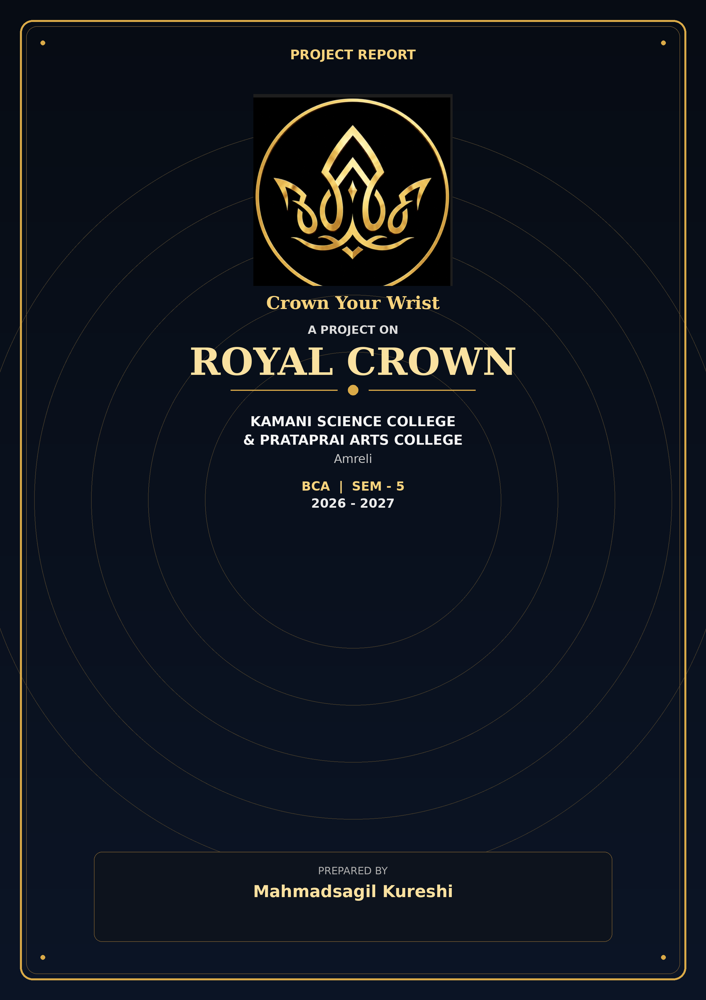 PROJECT REPORT
Crown Your Wrist
A PROJECT ON
ROYAL CROWN
KAMANI SCIENCE COLLEGE
& PRATAPRAI ARTS COLLEGE
Amreli
BCA | SEM - 5
2026 - 2027
PREPARED BY
Mahmadsagil Kureshi